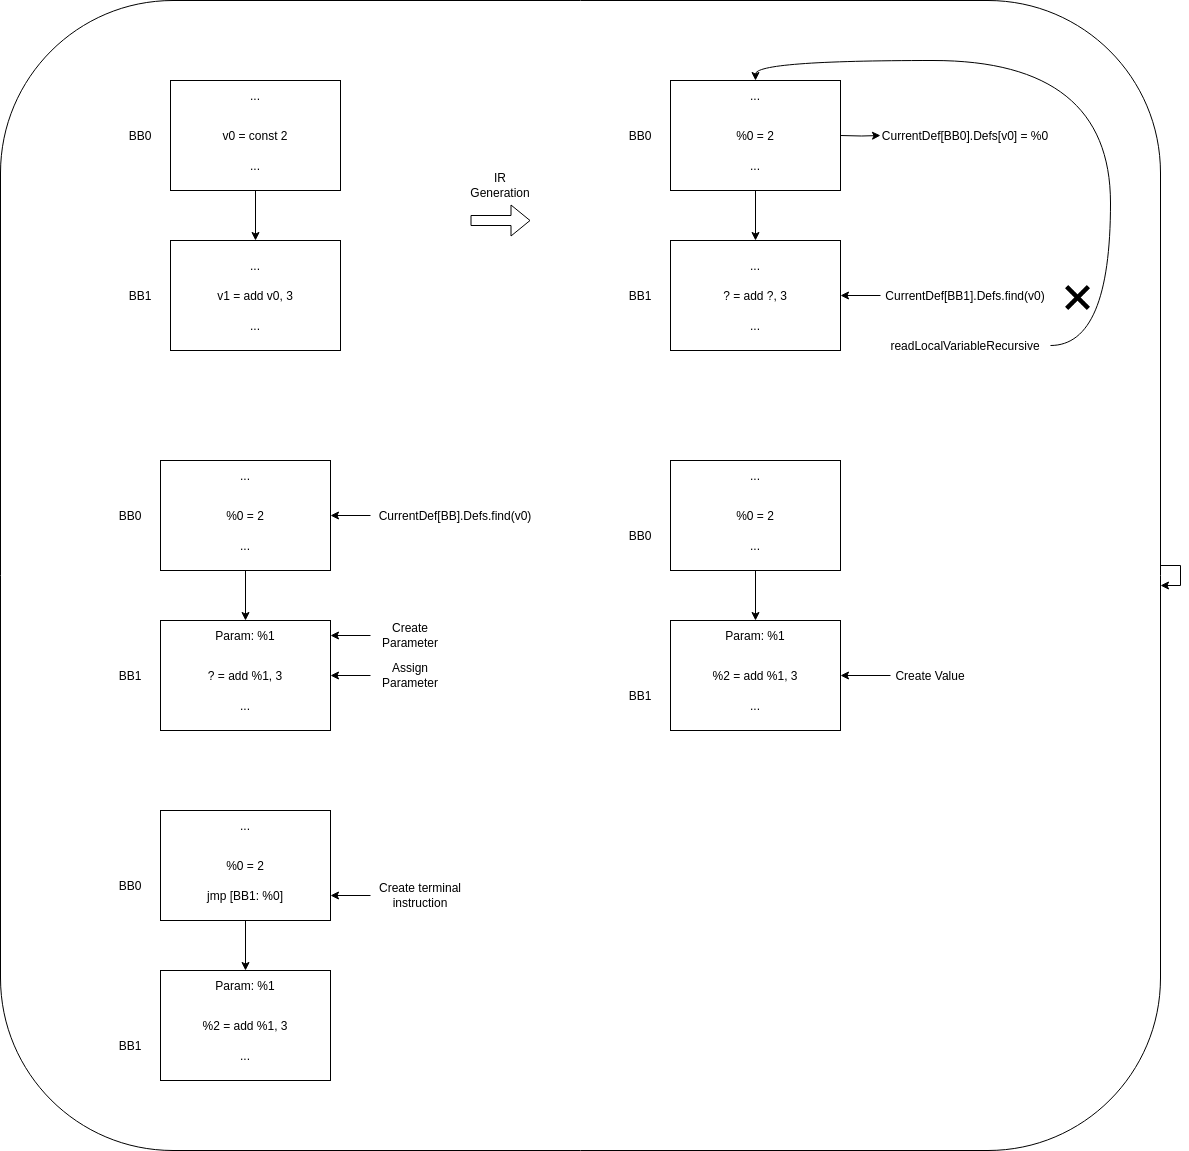 ...
BB0
v0 = const 2
...
...
BB1
v1 = add v0, 3
...
IR
Generation
...
BB0
%0 = 2
CurrentDef[BB0].Defs[v0] = %0
...
...
BB1
? = add ?, 3
CurrentDef[BB1].Defs.find(v0)
...
readLocalVariableRecursive
...
BB0
%0 = 2
CurrentDef[BB].Defs.find(v0)
...
Param: %1
Create
Parameter
BB1
? = add %1, 3
Assign
Parameter
...
...
%0 = 2
BB0
...
Param: %1
%2 = add %1, 3
Create Value
BB1
...
...
%0 = 2
BB0
jmp [BB1: %0]
Create terminal
instruction
Param: %1
%2 = add %1, 3
BB1
...